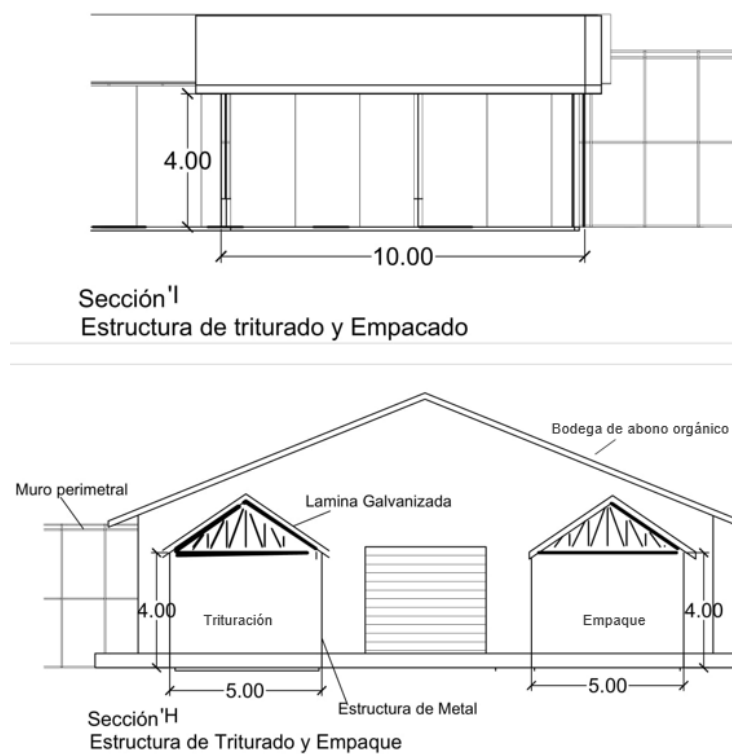 4.00
10.00
Sección'I
Estructura de triturado y Empacado
Bodega de abono orgánico
Muro perimetral
Lamina Galvanizada
4.00
Trituración
Empaque
4.00
5.00
5.00
Estructura de Metal
Sección'H
Estructura de Triturado y Empaque